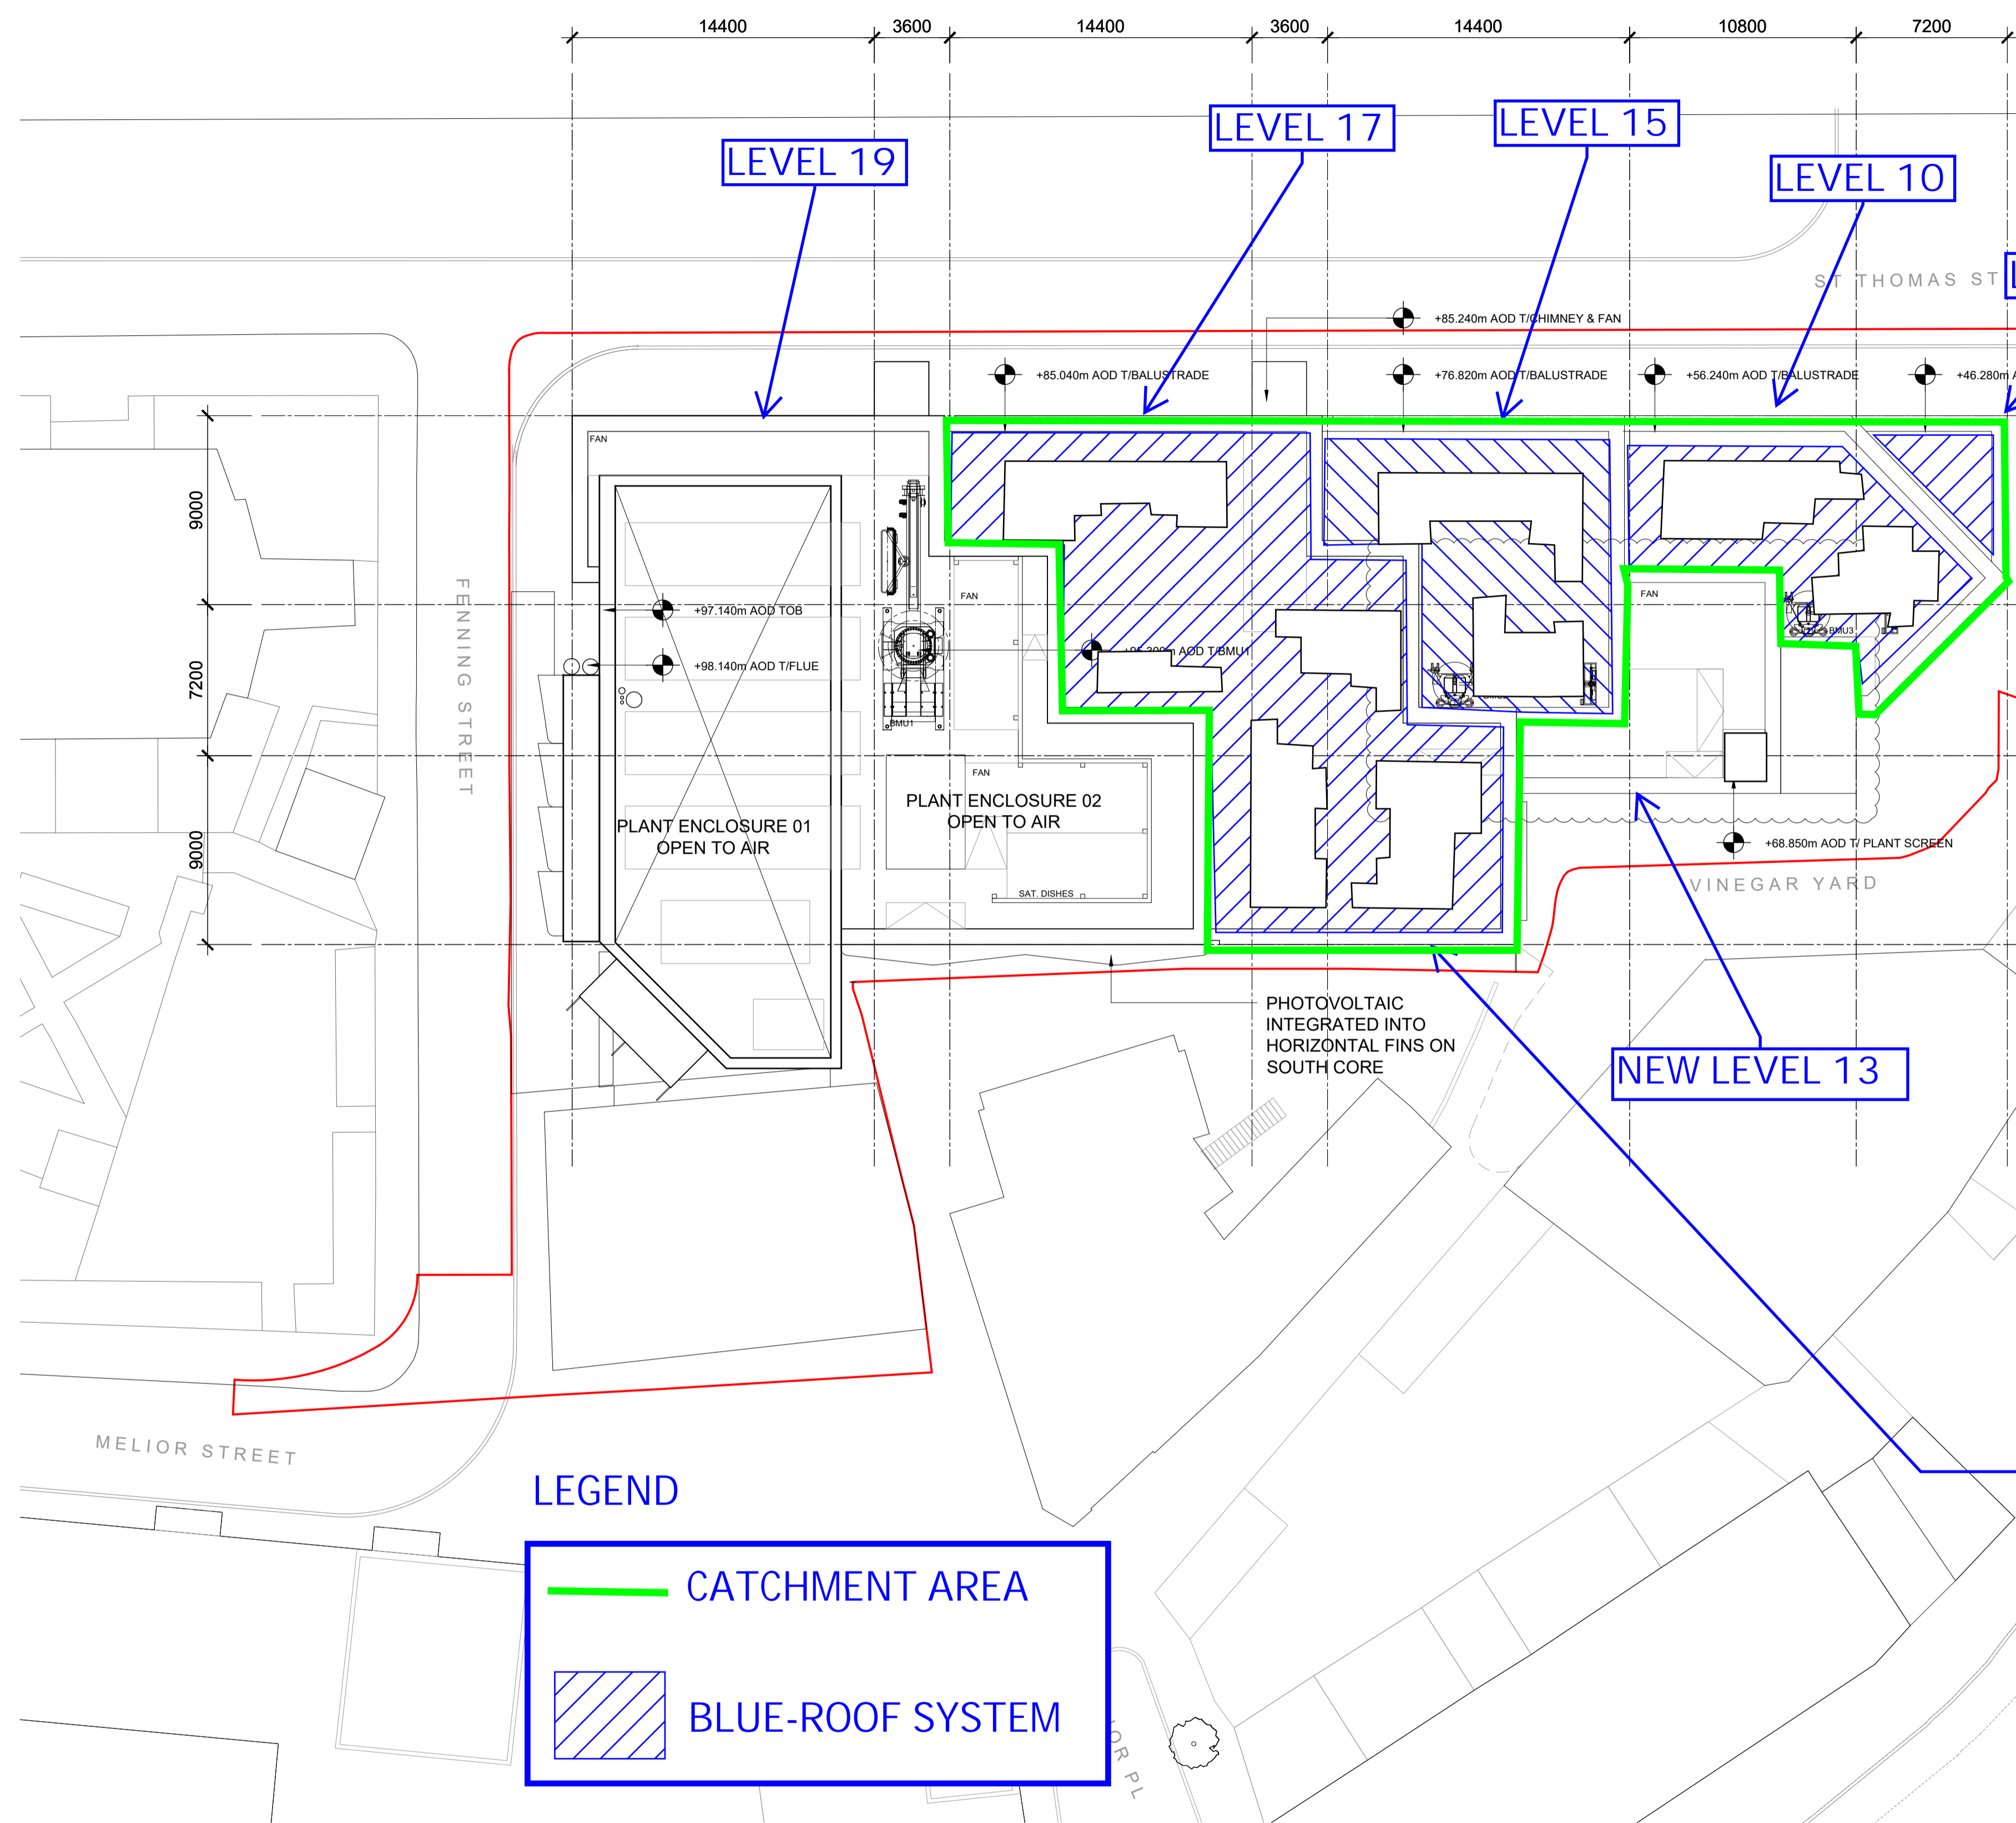 14400 3600 14400 3600 14400 10800 7200
LEVEL 17
LEVEL 15
LEVEL 19
LEVEL 10
ST THOMAS ST
+85.240m AOD T/CHIMNEY & FAN
+85.040m AOD T/BALUSTRADE
+76.820m AOD T/BALUSTRADE
+56.240m AOD T/BALUSTRADE
+46.280m
FAN
9000
FENNING STREET
FAN
FAN
+97.140m AOD TOB
BMU3
AOD T/BMU1
+98.140m AOD T/FLUE
7200
BMU1
FAN
PLANT ENCLOSURE 02
OPEN TO AIR
PLANT ENCLOSURE 01
OPEN TO AIR
9000
+68.850m AOD T/ PLANT SCREEN
VINEGAR YARD
SAT. DISHES
PHOTOVOLTAIC
INTEGRATED INTO
HORIZONTAL FINS ON
SOUTH CORE
NEW LEVEL 13
MELIOR STREET
LEGEND
CATCHMENT AREA
BLUE-ROOF SYSTEM
OR PL